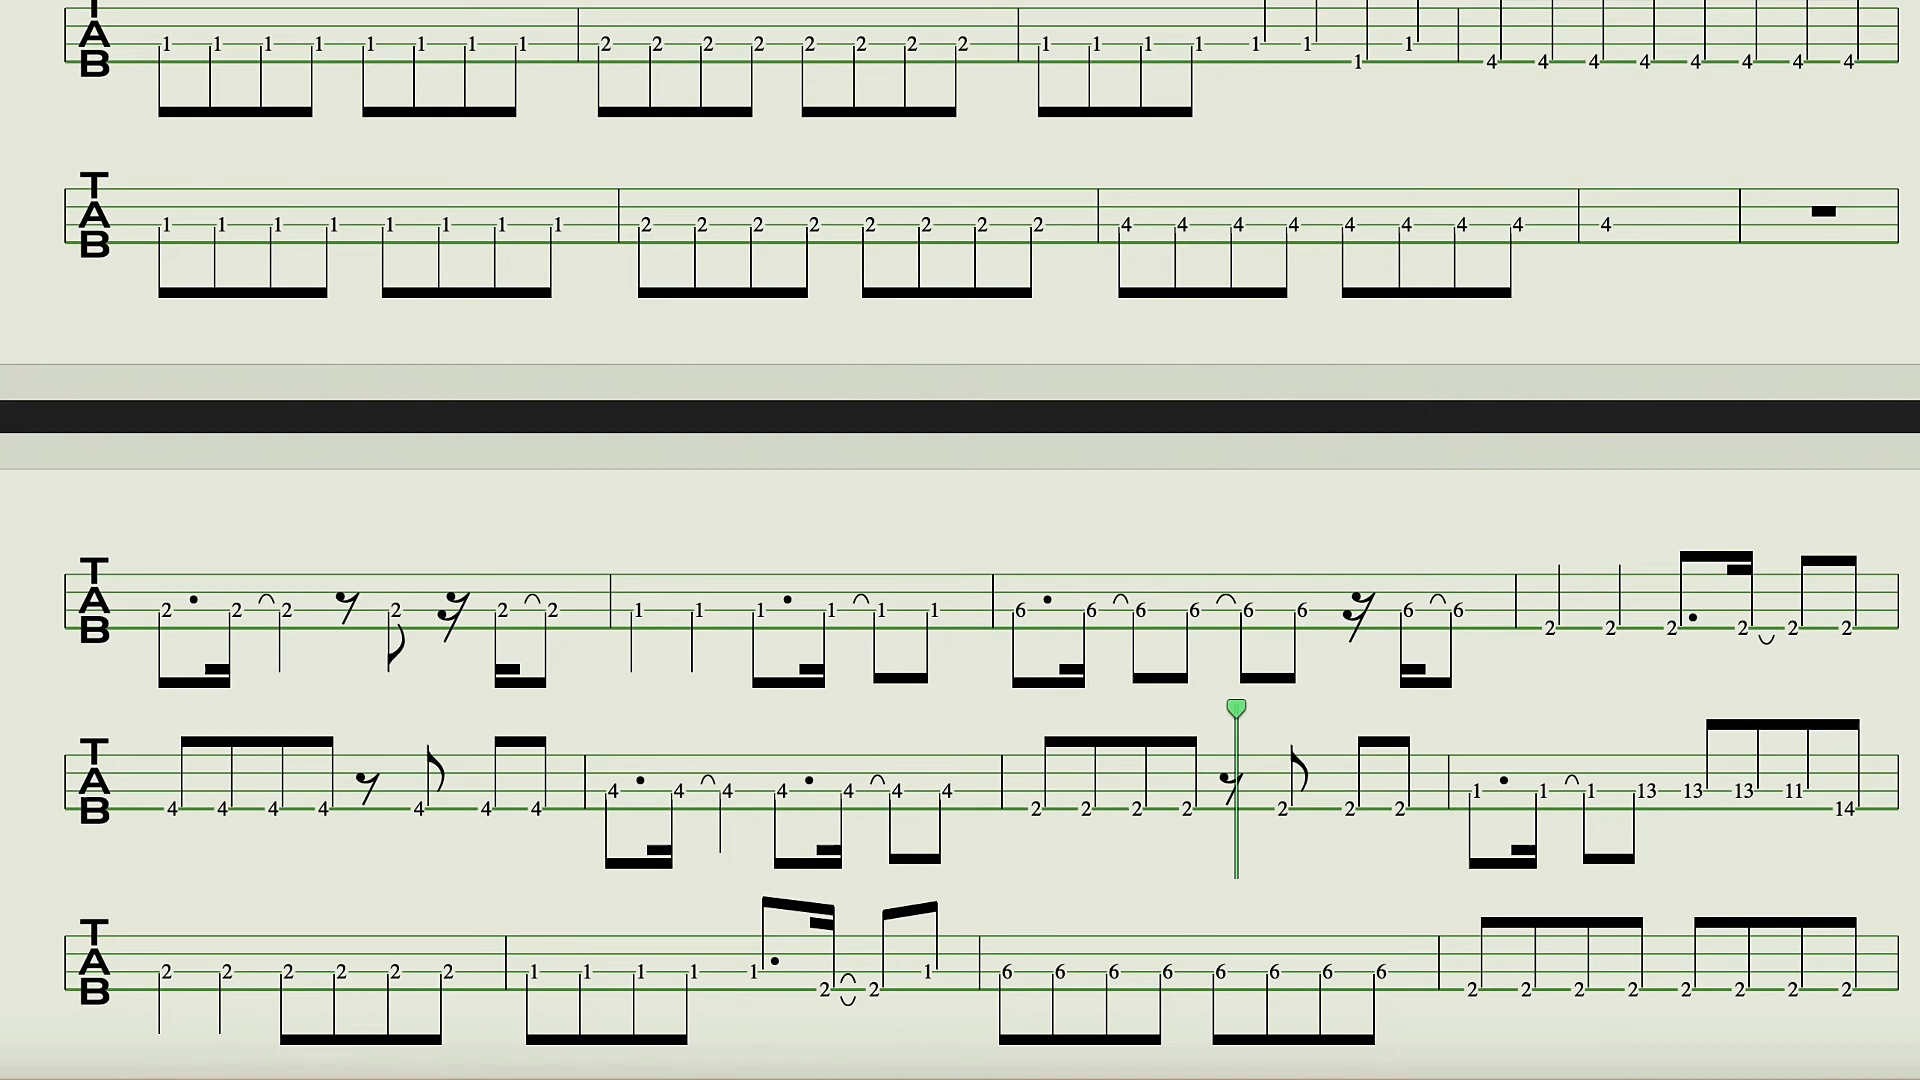 TAB 1 1 1 1 1 1 1 1 2 2 2 2 2 2 2 2 1 1 1 1 1 1 1 1 4 4 4 4 4 4 4 4
TAB 1 1 1 1 1 1 1 1 2 2 2 2 2 2 2 2 4 4 4 4 4 4 4 4 4
TAB 2 2 2 2 2 2 1 1 1 1 1 1 6 6 6 6 6 6 6 6 2 2 2 2 2 2
TAB 4 4 4 4 4 4 4 4 4 4 4 4 4 4 2 2 2 2 2 2 2 1 1 1 13 13 13 11 14
TAB 2 2 2 2 2 2 1 1 1 1 1 2 2 1 6 6 6 6 6 6 6 6 2 2 2 2 2 2 2 2